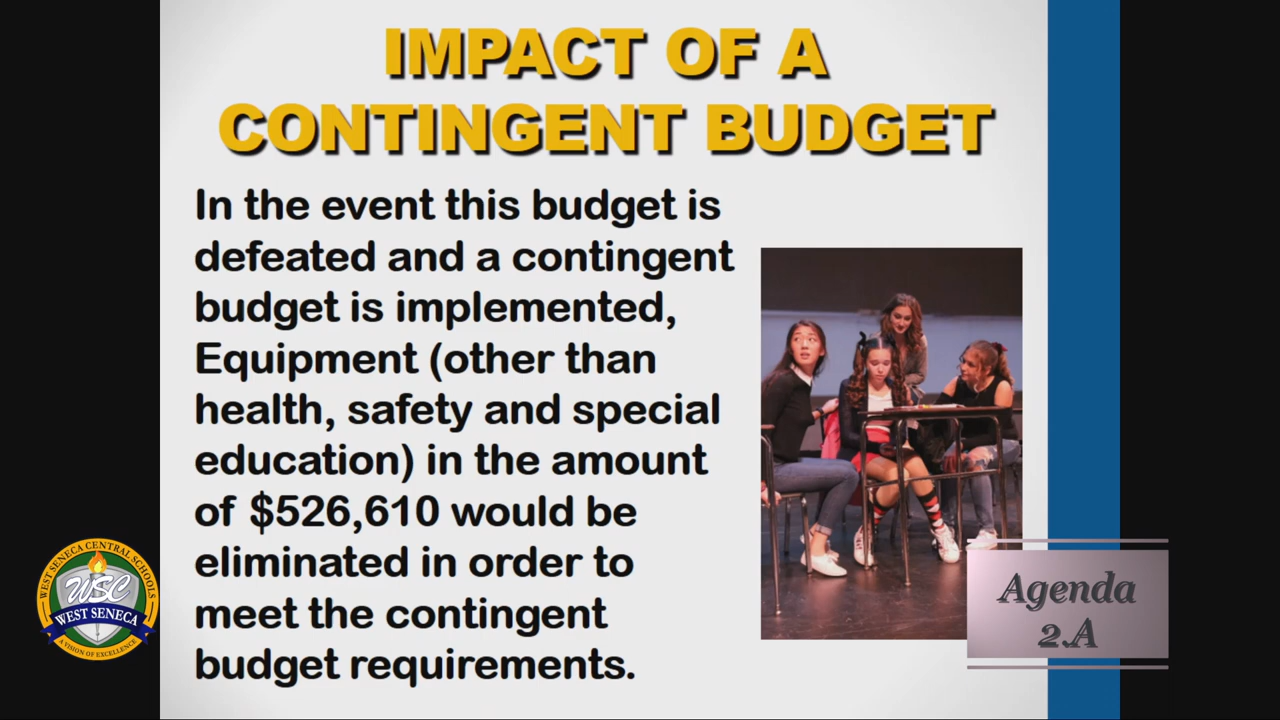 IMPACT OF A
CONTINGENT BUDGET
In the event this budget is
defeated and a contingent
budget is implemented,
Equipment (other than
health, safety and special
education) in the amount
of $526,610 would be
eliminated in order to
meet the contingent
budget requirements.
WEST SENECA CENTRAL SCHOOLS
WSC
WEST SENECA
A VISION OF EXCELLENCE
Agenda
2.A